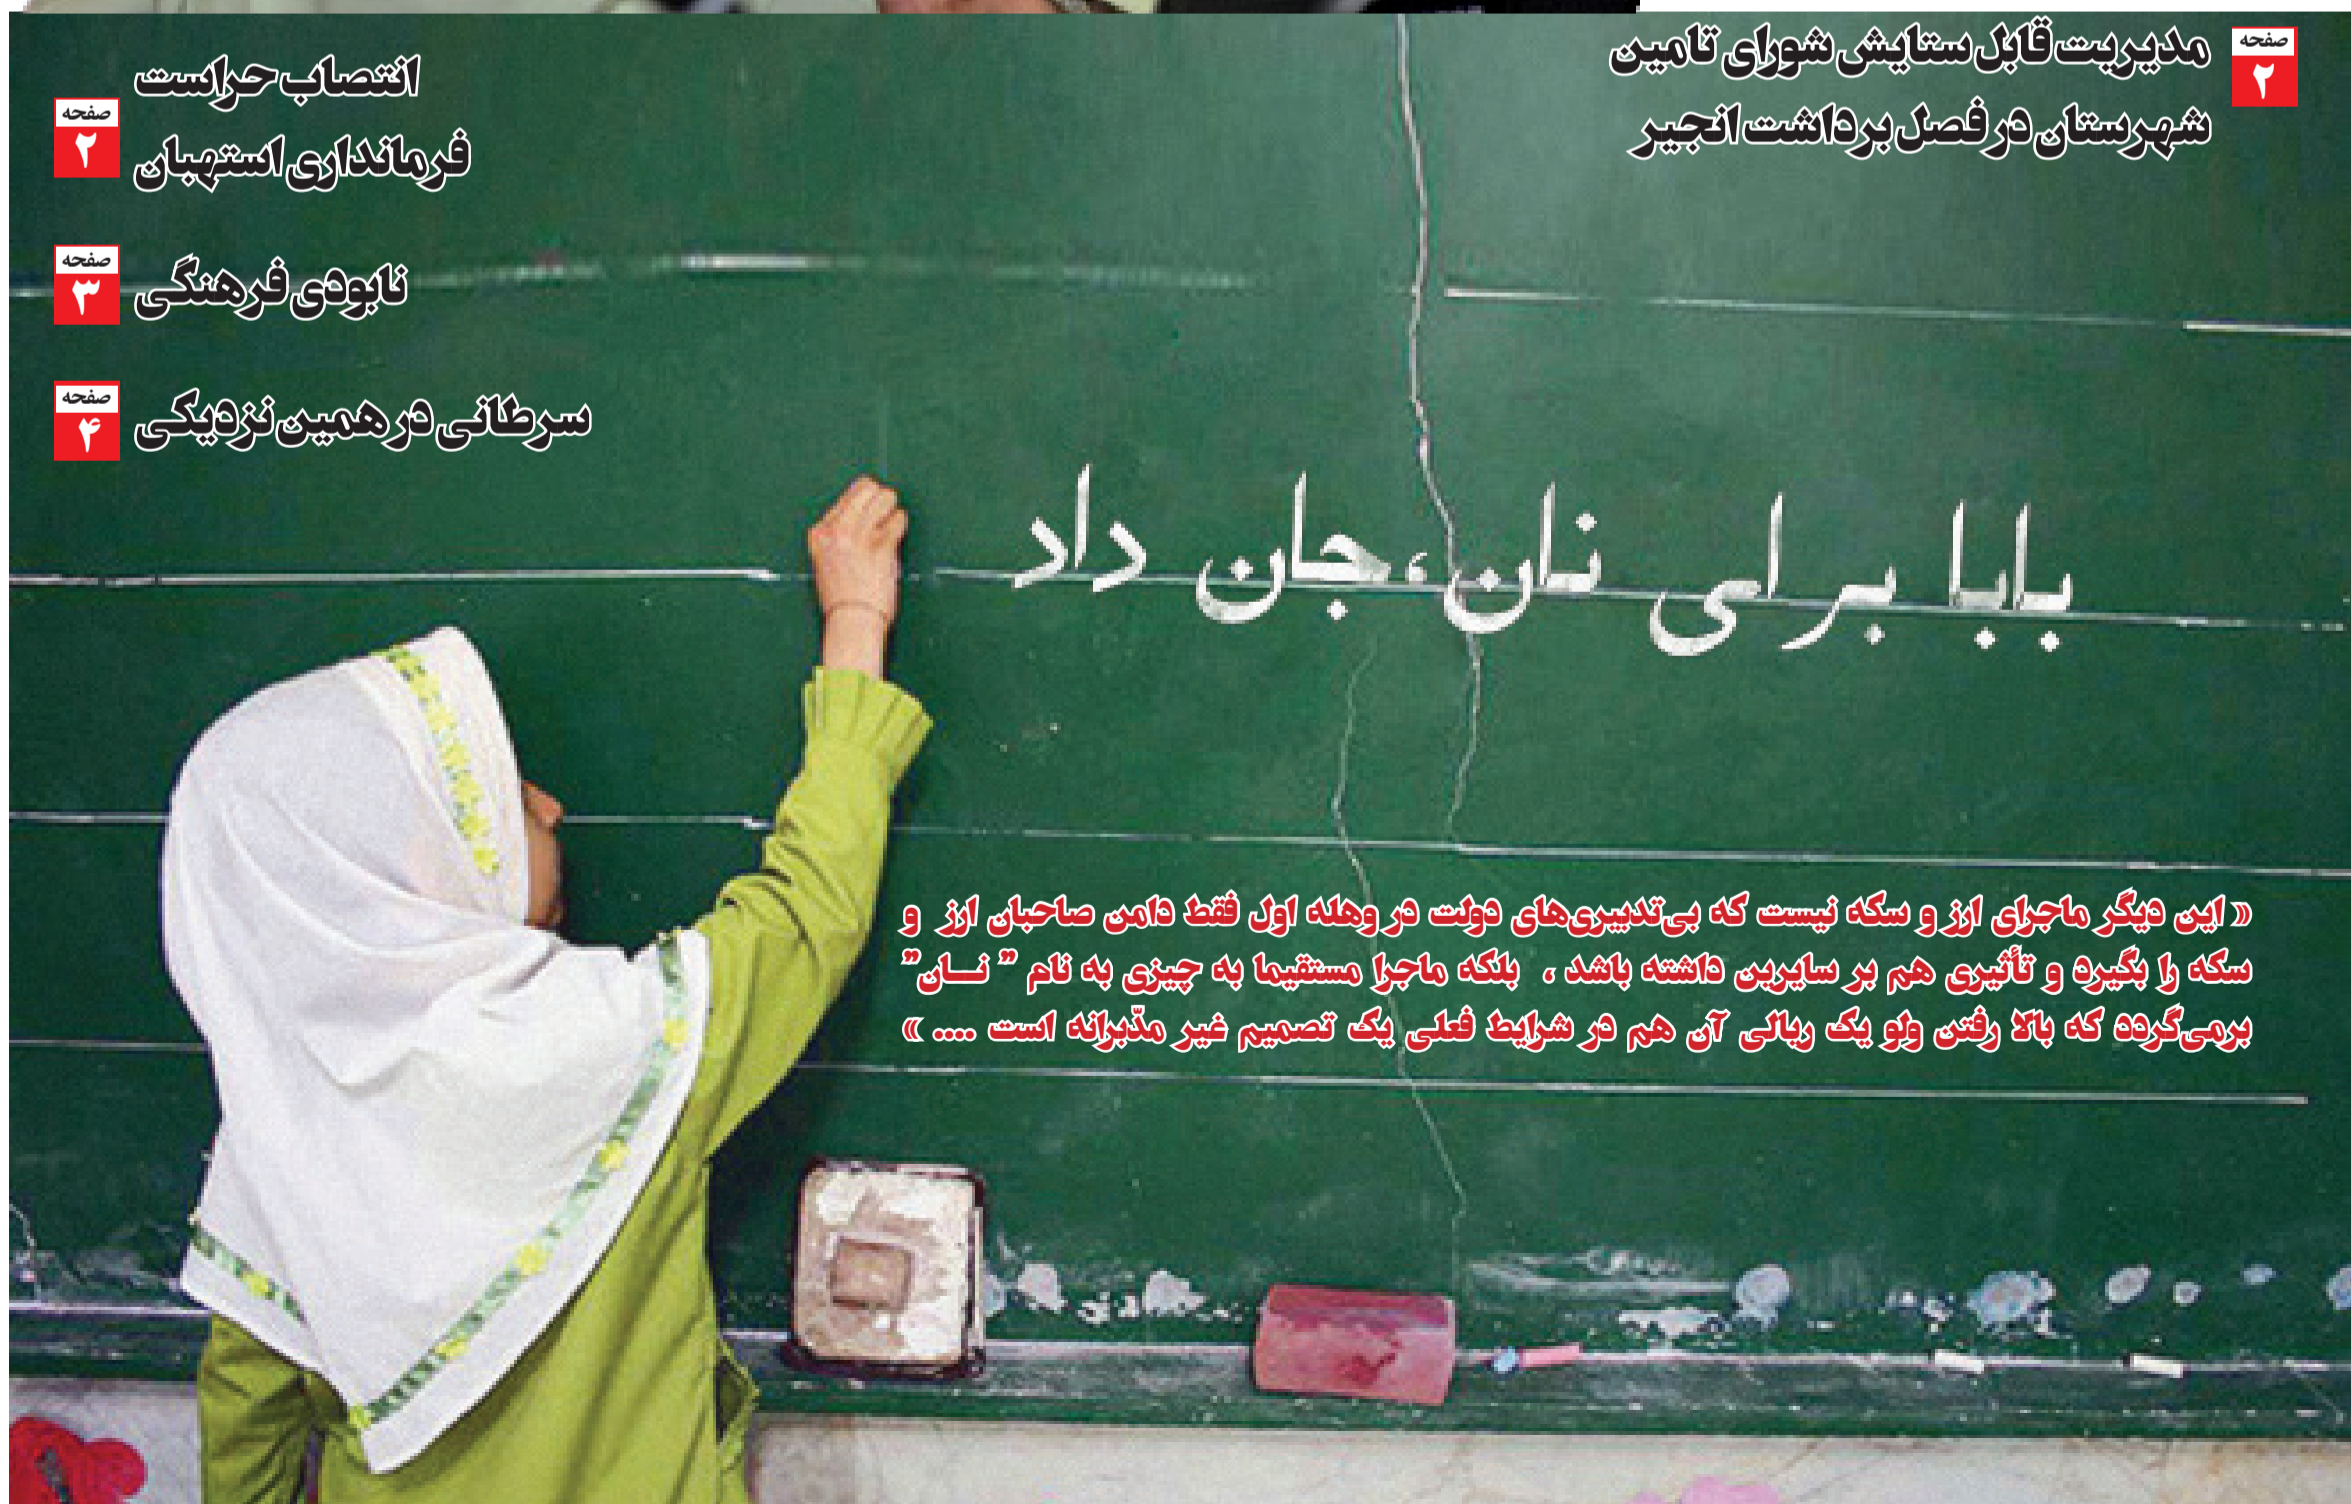 صفحه
۲
مدیریت قابل ستایش شورای تامین
شهرستان در فصل برداشت انجیر
انتصاب حراست
فرمانداری استهبان
صفحه
۲
نابودی فرهنگی
صفحه
۳
سرطانی در همین نزدیکی
صفحه
۴
بابا برای نان، جان داد
« این دیگر ماجرای ارز و سکه نیست که بی‌تدبیری‌های دولت در وهله اول فقط دامن صاحبان ارز و
سکه را بگیرد و تأثیری هم بر سایرین داشته باشد ، بلکه ماجرا مستقیما به چیزی به نام " نـــان"
برمی‌گردد که بالا رفتن ولو یک ریالی آن هم در شرایط فعلی یک تصمیم غیر مدّبرانه است .... »